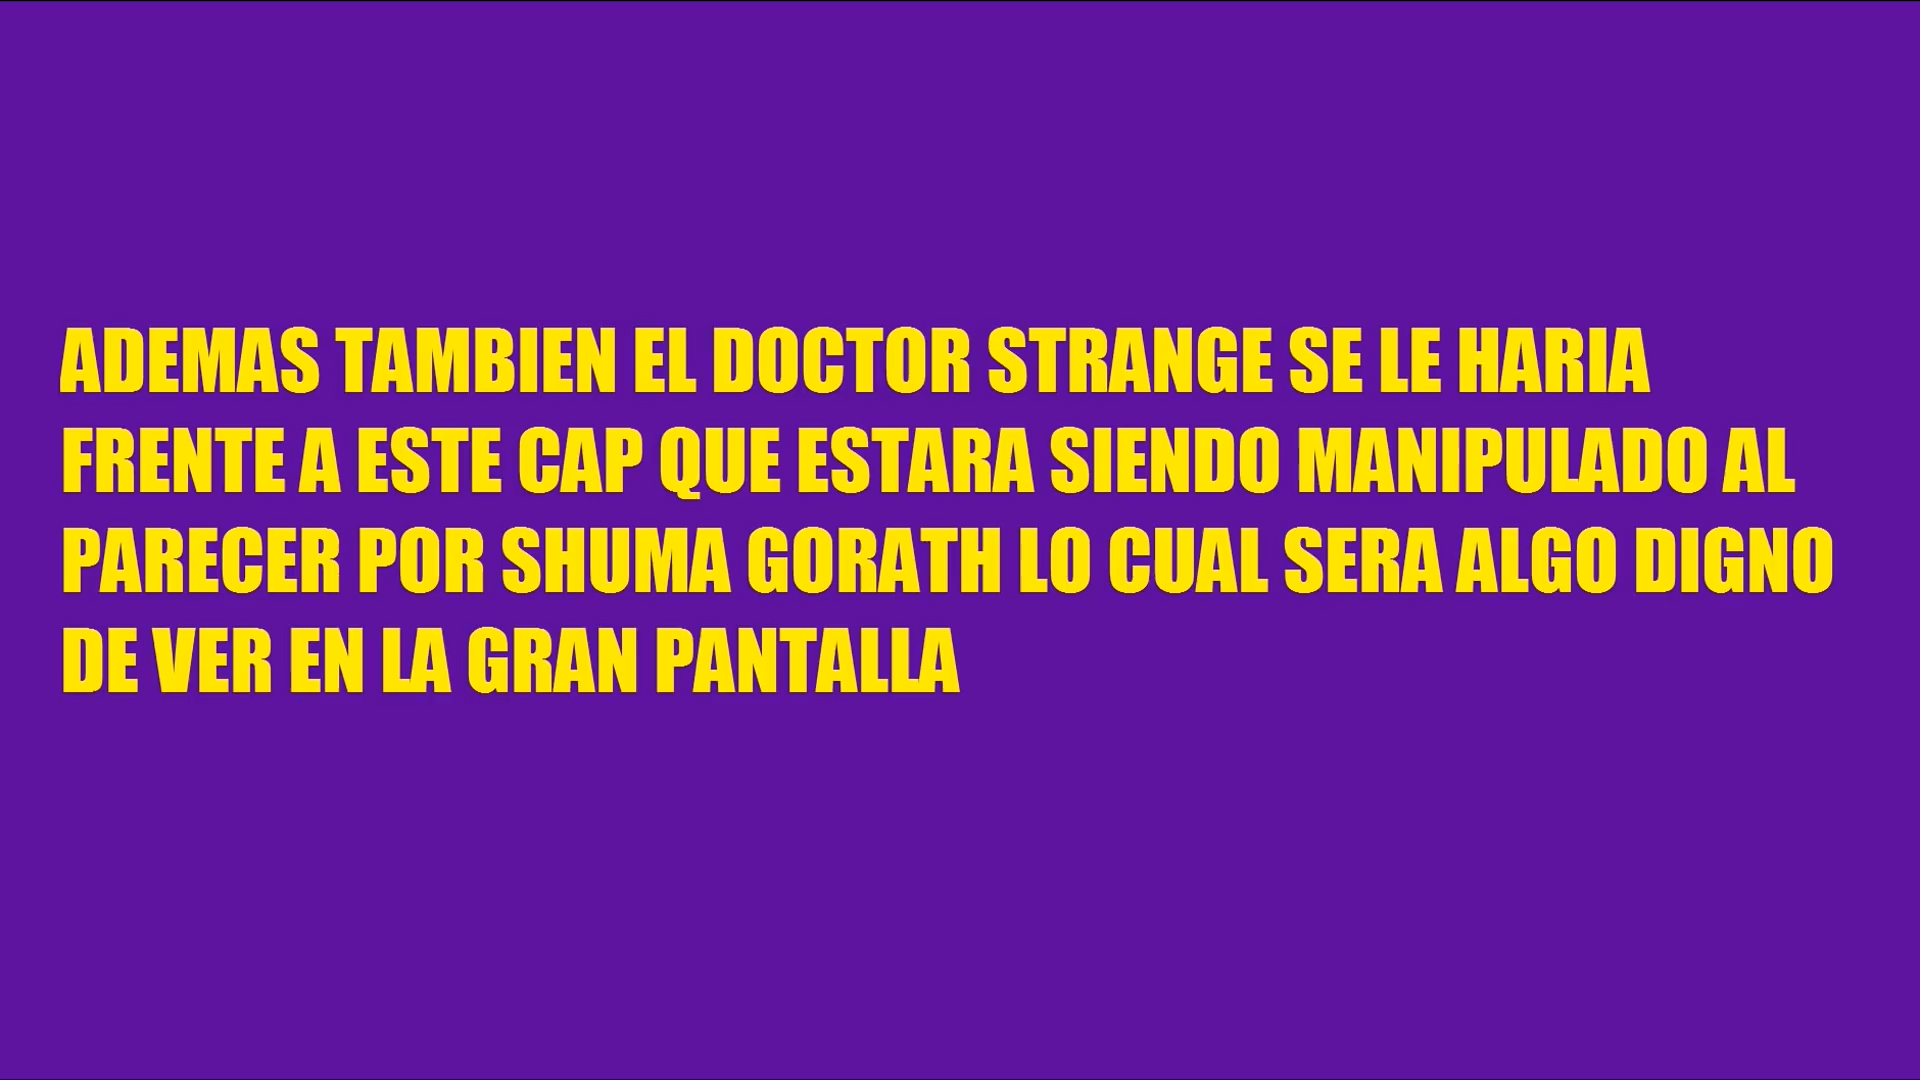 ADEMAS TAMBIEN EL DOCTOR STRANGE SE LE HARIA
FRENTE A ESTE CAP QUE ESTARA SIENDO MANIPULADO AL
PARECER POR SHUMA GORATH LO CUAL SERA ALGO DIGNO
DE VER EN LA GRAN PANTALLA